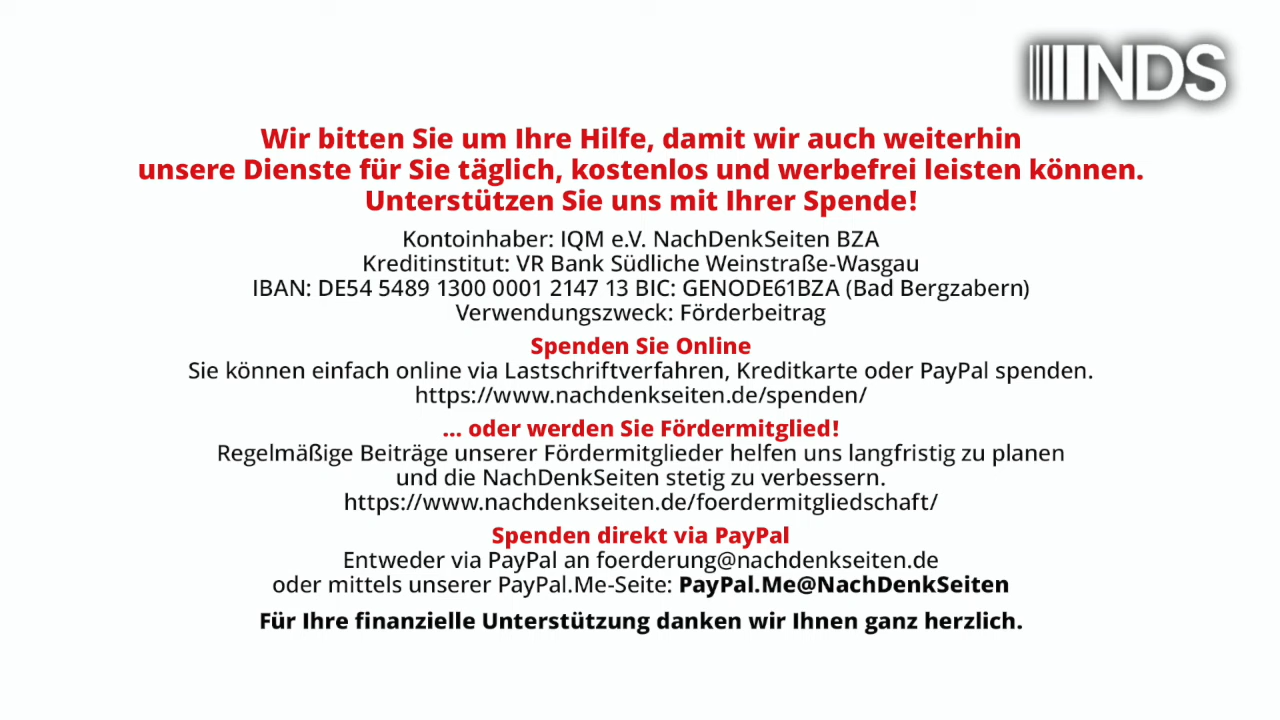 NDS
Wir bitten Sie um Ihre Hilfe, damit wir auch weiterhin
unsere Dienste für Sie täglich, kostenlos und werbefrei leisten können.
Unterstützen Sie uns mit Ihrer Spende!
Kontoinhaber: IQM e.V. NachDenkSeiten BZA
Kreditinstitut: VR Bank Südliche Weinstraße-Wasgau
IBAN: DE54 5489 1300 0001 2147 13 BIC: GENODE61BZA (Bad Bergzabern)
Verwendungszweck: Förderbeitrag
Spenden Sie Online
Sie können einfach online via Lastschriftverfahren, Kreditkarte oder PayPal spenden.
https://www.nachdenkseiten.de/spenden/
... oder werden Sie Fördermitglied!
Regelmäßige Beiträge unserer Fördermitglieder helfen uns langfristig zu planen
und die NachDenkSeiten stetig zu verbessern.
https://www.nachdenkseiten.de/foerdermitgliedschaft/
Spenden direkt via PayPal
Entweder via PayPal an foerderung@nachdenkseiten.de
oder mittels unserer PayPal.Me-Seite: PayPal.Me@NachDenkSeiten
Für Ihre finanzielle Unterstützung danken wir Ihnen ganz herzlich.